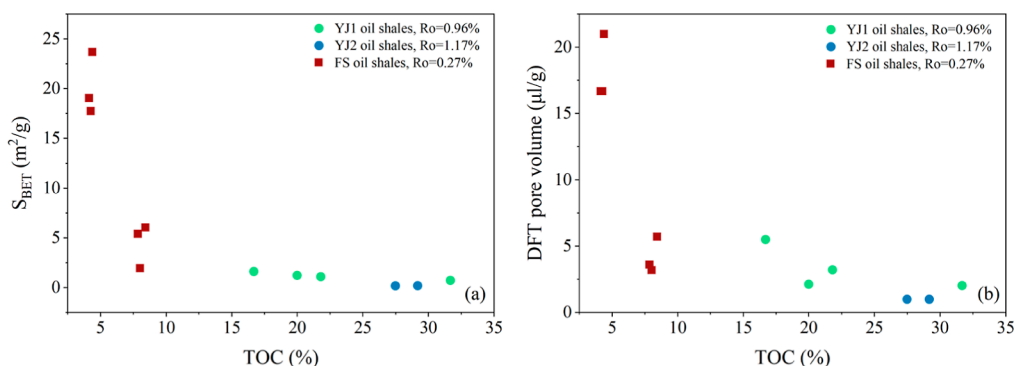 YJ1 oil shales, Ro=0.96%
YJ2 oil shales, Ro=1.17%
FS oil shales, Ro=0.27%
25
20
15
10
5
0
S_BET (m²/g)
5 10 15 20 25 30 35
TOC (%)
(a)
YJ1 oil shales, Ro=0.96%
YJ2 oil shales, Ro=1.17%
FS oil shales, Ro=0.27%
20
15
10
5
0
DFT pore volume (μl/g)
5 10 15 20 25 30 35
TOC (%)
(b)